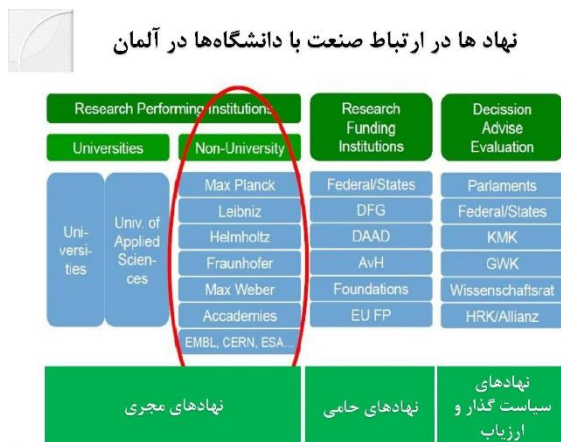 نهاد ها در ارتباط صنعت با دانشگاه‌ها در آلمان
Research Performing Institutions
Research
Funding
Institutions
Decission
Advise
Evaluation
Universities
Non-University
Uni-
versi-
ties
Univ. of
Applied
Scien-
ces
Max Planck
Leibniz
Helmholtz
Fraunhofer
Max Weber
Accademies
EMBL, CERN, ESA...
Federal/States
DFG
DAAD
AvH
Foundations
EU FP
Parlaments
Federal/States
KMK
GWK
Wissenschaftsrat
HRK/Allianz
نهادهای مجری
نهادهای حامی
نهادهای
سیاست گذار و
ارزیاب